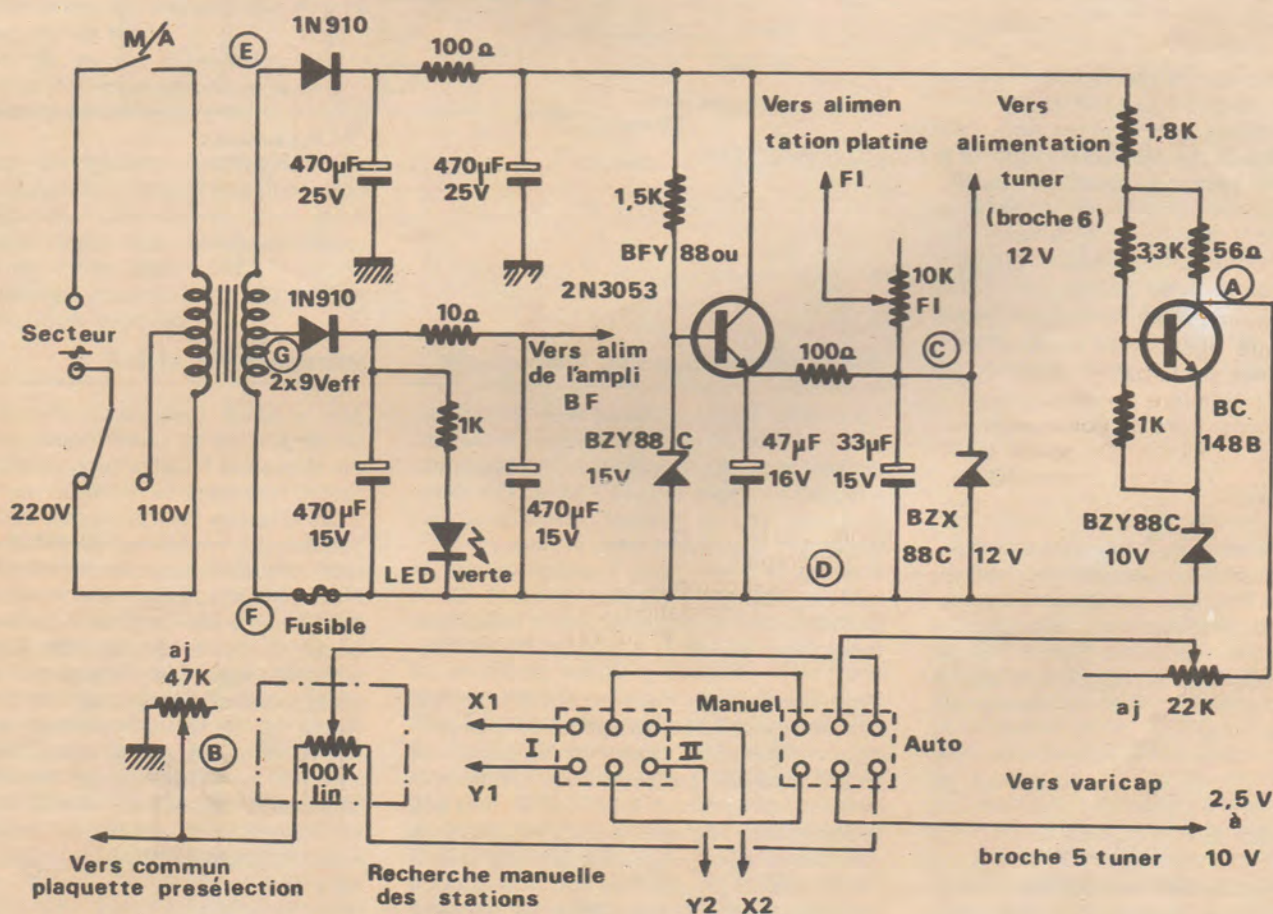 M/A
E
1N910
100Ω
470µF
25V
470µF
25V
1,5K
BFY 88ou
2N3053
Vers alimen
tation platine
FI
Vers
alimentation
tuner
(broche 6)
12 V
1,8K
3,3K
56Ω
A
10K
FI
C
100Ω
Secteur
220V
110V
1N910
G
2x9Veff
10Ω
Vers alim
de l'ampli
BF
1K
470µF
15V
LED verte
470µF
15V
BZY88 C
15V
47µF
16V
33µF
15V
BZX
88C 12 V
1K
BC
148B
BZY88C
10V
D
F
Fusible
aj
47K
B
100K
lin
X1
Y1
I
II
Manuel
Auto
aj 22K
Vers varicap
2,5V
à
10 V
broche 5 tuner
Vers commun
plaquette presélection
Recherche manuelle
des stations
Y2 X2